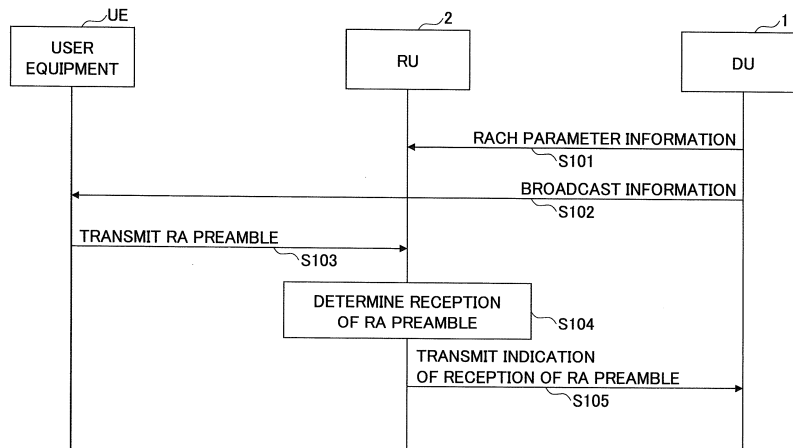 UE
USER
EQUIPMENT
2
RU
1
DU
RACH PARAMETER INFORMATION
S101
BROADCAST INFORMATION
S102
TRANSMIT RA PREAMBLE
S103
DETERMINE RECEPTION
OF RA PREAMBLE
S104
TRANSMIT INDICATION
OF RECEPTION OF RA PREAMBLE
S105